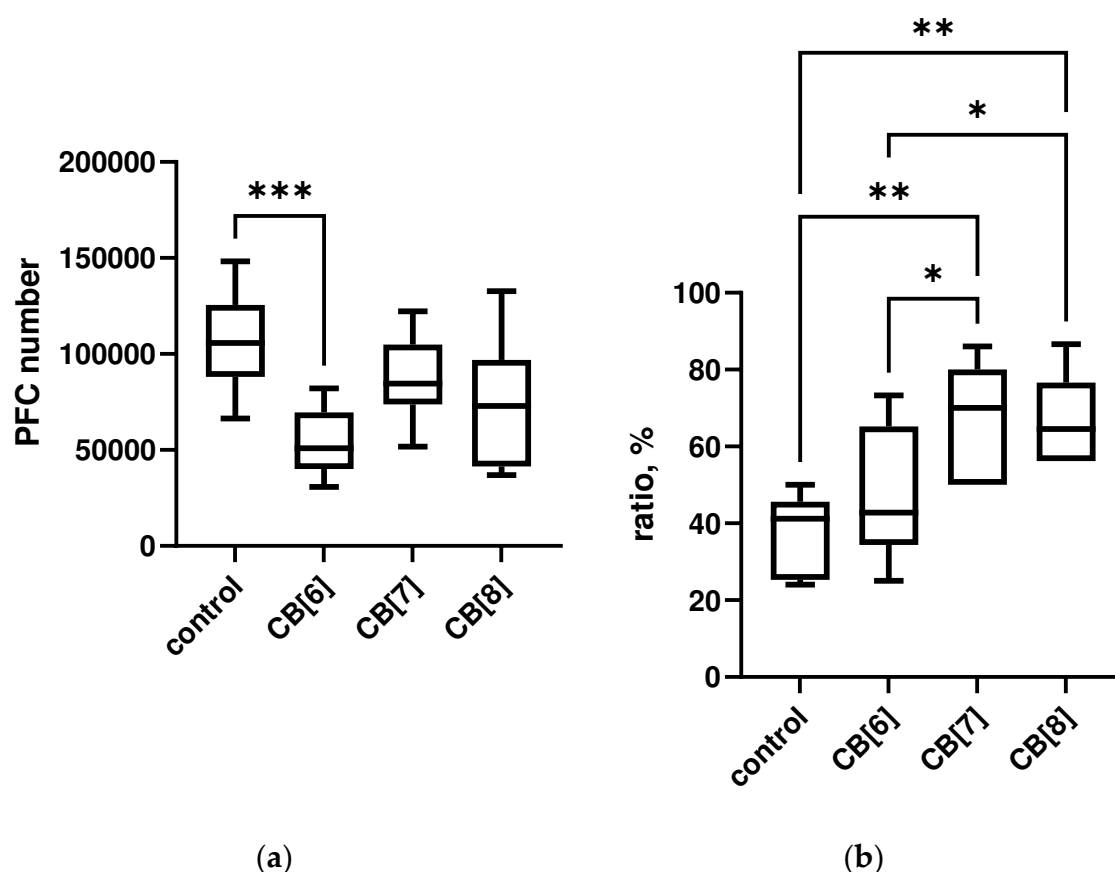 PFC number
200000
150000
100000
50000
0
***
control
CB[6]
CB[7]
CB[8]
(a)
ratio, %
100
80
60
40
20
0
**
*
**
*
control
CB[6]
CB[7]
CB[8]
(b)